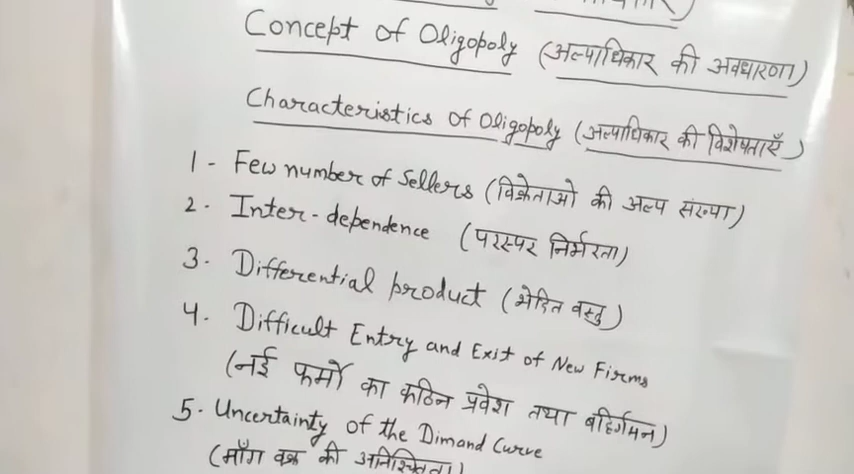 Concept of Oligopoly (अल्पाधिकार की अवधारणा)
Characteristics of Oligopoly (अल्पाधिकार की विशेषताएँ)
1 - Few number of Sellers (विक्रेताओ की अल्प संख्या)
2. Inter-dependence (परस्पर निर्भरता)
3. Differential product (भेदित वस्तु)
4. Difficult Entry and Exit of New Firms
(नई फर्मों का कठिन प्रवेश तथा बहिर्गमन)
5. Uncertainty of the Dimand Curve
(माँग वक्र की अनिश्चितता)